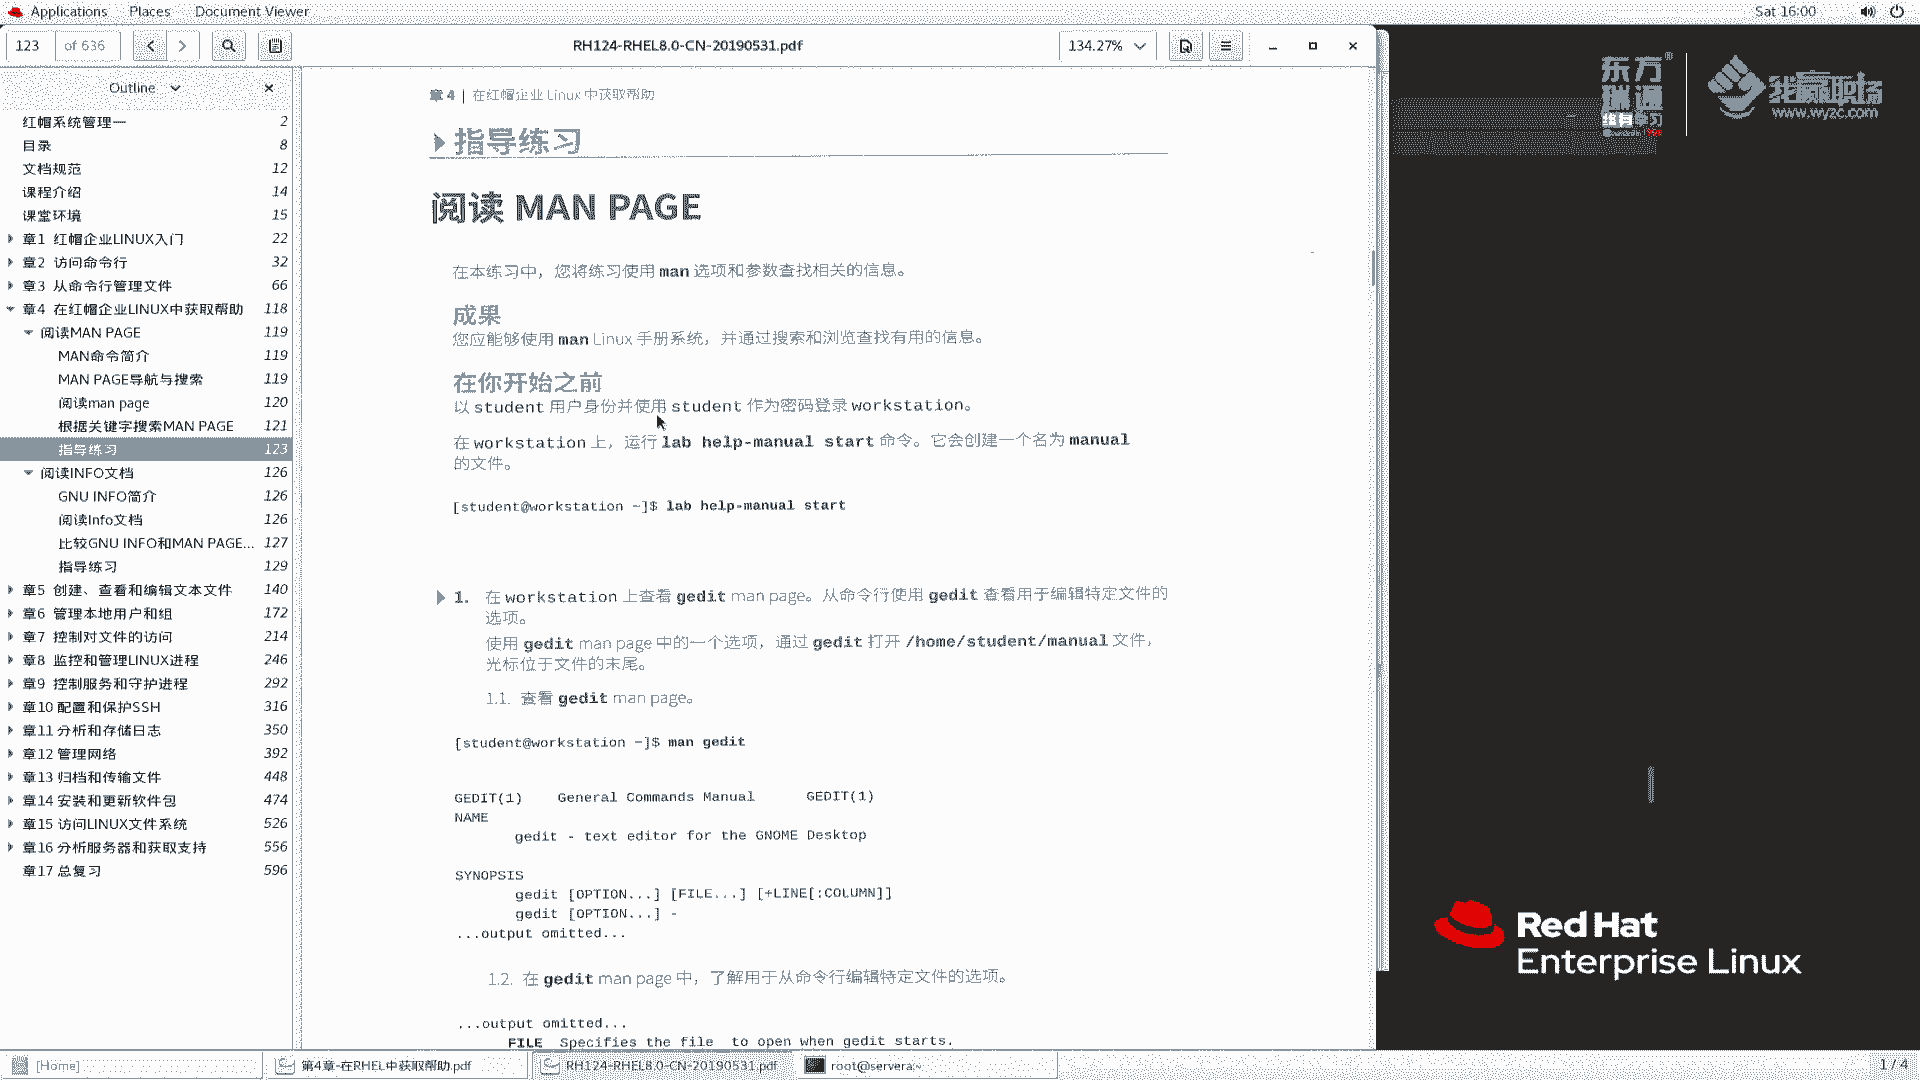 Applications Places Document Viewer
Sat 16:00
123 of 636
RH124-RHEL8.0-CN-20190531.pdf
134.27%
Outline
红帽系统管理一 2
目录 8
文档规范 12
课程介绍 14
课堂环境 15
章1 红帽企业LINUX入门 22
章2 访问命令行 32
章3 从命令行管理文件 66
章4 在红帽企业LINUX中获取帮助 118
阅读MAN PAGE 119
MAN命令简介 119
MAN PAGE导航与搜索 119
阅读man page 120
根据关键字搜索MAN PAGE 121
指导练习 123
阅读INFO文档 126
GNU INFO简介 126
阅读Info文档 126
比较GNU INFO和MAN PAGE... 127
指导练习 129
章5 创建、查看和编辑文本文件 140
章6 管理本地用户和组 172
章7 控制对文件的访问 214
章8 监控和管理LINUX进程 246
章9 控制服务和守护进程 292
章10 配置和保护SSH 316
章11 分析和存储日志 350
章12 管理网络 392
章13 归档和传输文件 448
章14 安装和更新软件包 474
章15 访问LINUX文件系统 526
章16 分析服务器和获取支持 556
章17 总复习 596
章 4 | 在红帽企业 Linux 中获取帮助
指导练习
阅读 MAN PAGE
在本练习中，您将练习使用 man 选项和参数查找相关的信息。
成果
您应能够使用 man Linux 手册系统，并通过搜索和浏览查找有用的信息。
在你开始之前
以 student 用户身份并使用 student 作为密码登录 workstation。
在 workstation 上，运行 lab help-manual start 命令。它会创建一个名为 manual
的文件。
[student@workstation ~]$ lab help-manual start
1. 在 workstation 上查看 gedit man page。从命令行使用 gedit 查看用于编辑特定文件的
选项。
使用 gedit man page 中的一个选项，通过 gedit 打开 /home/student/manual 文件，
光标位于文件的末尾。
1.1. 查看 gedit man page。
[student@workstation ~]$ man gedit
GEDIT(1) General Commands Manual GEDIT(1)
NAME
gedit - text editor for the GNOME Desktop
SYNOPSIS
gedit [OPTION...] [FILE...] [+LINE[:COLUMN]]
gedit [OPTION...] -
...output omitted...
1.2. 在 gedit man page 中，了解用于从命令行编辑特定文件的选项。
...output omitted...
FILE Specifies the file to open when gedit starts.
东方瑞通®
终身学习
我赢职场
www.wyzc.com
Red Hat
Enterprise Linux
[Home]
第4章-在RHEL中获取帮助.pdf
RH124-RHEL8.0-CN-20190531.pdf
root@servera:~
1 / 4